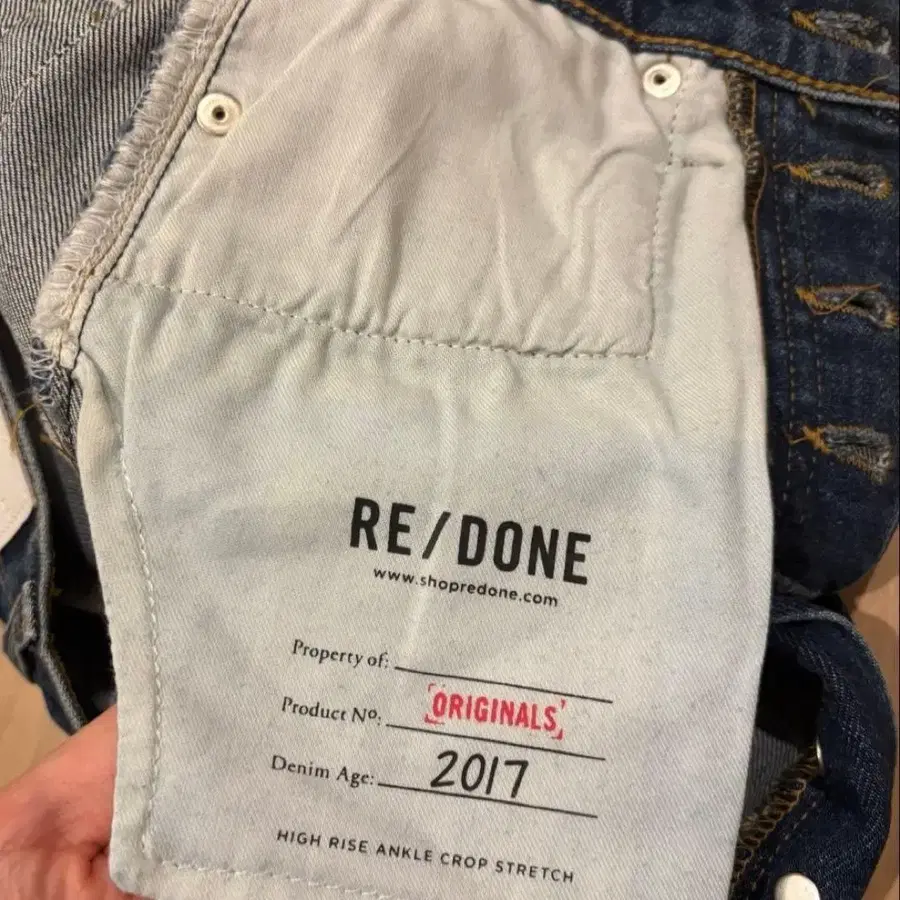 RE/DONE
www.shopredone.com
Property of:
Product Nº: ORIGINALS
Denim Age: 2017
HIGH RISE ANKLE CROP STRETCH